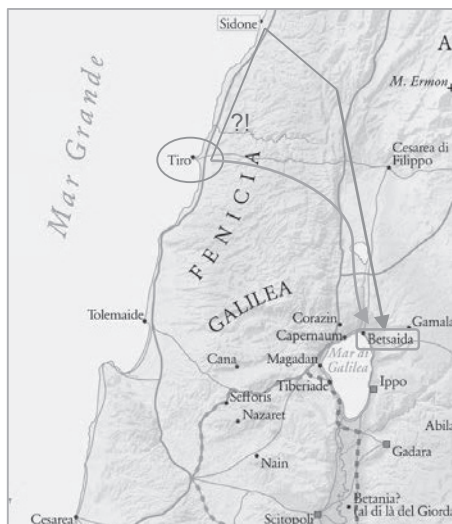 Sidone
A
M. Ermon
Mar Grande
?!
Tiro
Cesarea di
Filippo
FENICIA
GALILEA
Tolemaide
Corazin
Capernaum
Betsaida
Gamala
Cana
Magadan
Mar di
Galilea
Tiberiade
Ippo
Sefforis
Nazaret
Abila
Gadara
Nain
Betania?
(al di là del Giorda
Cesarea
Scitopoli